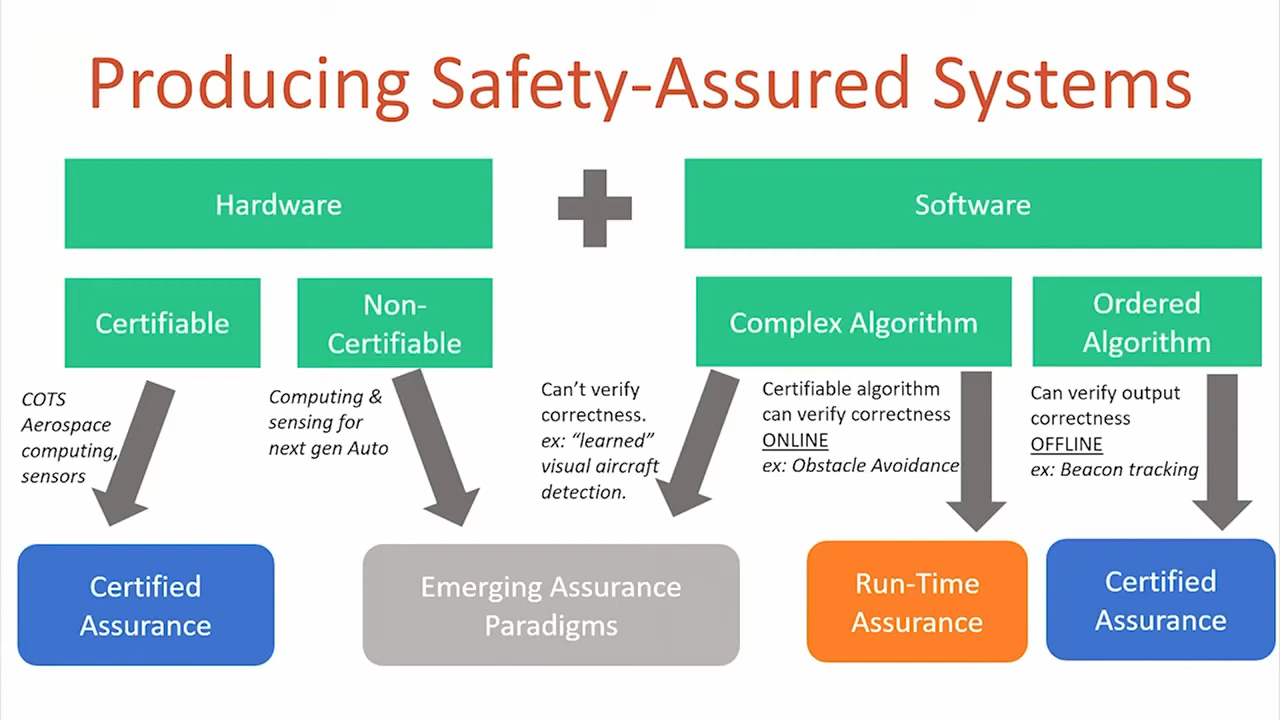 Producing Safety-Assured Systems
Hardware
Software
Certifiable
Non-
Certifiable
Complex Algorithm
Ordered
Algorithm
COTS
Aerospace
computing,
sensors
Computing &
sensing for
next gen Auto
Can’t verify
correctness.
ex: “learned”
visual aircraft
detection.
Certifiable algorithm
can verify correctness
ONLINE
ex: Obstacle Avoidance
Can verify output
correctness
OFFLINE
ex: Beacon tracking
Certified
Assurance
Emerging Assurance
Paradigms
Run-Time
Assurance
Certified
Assurance